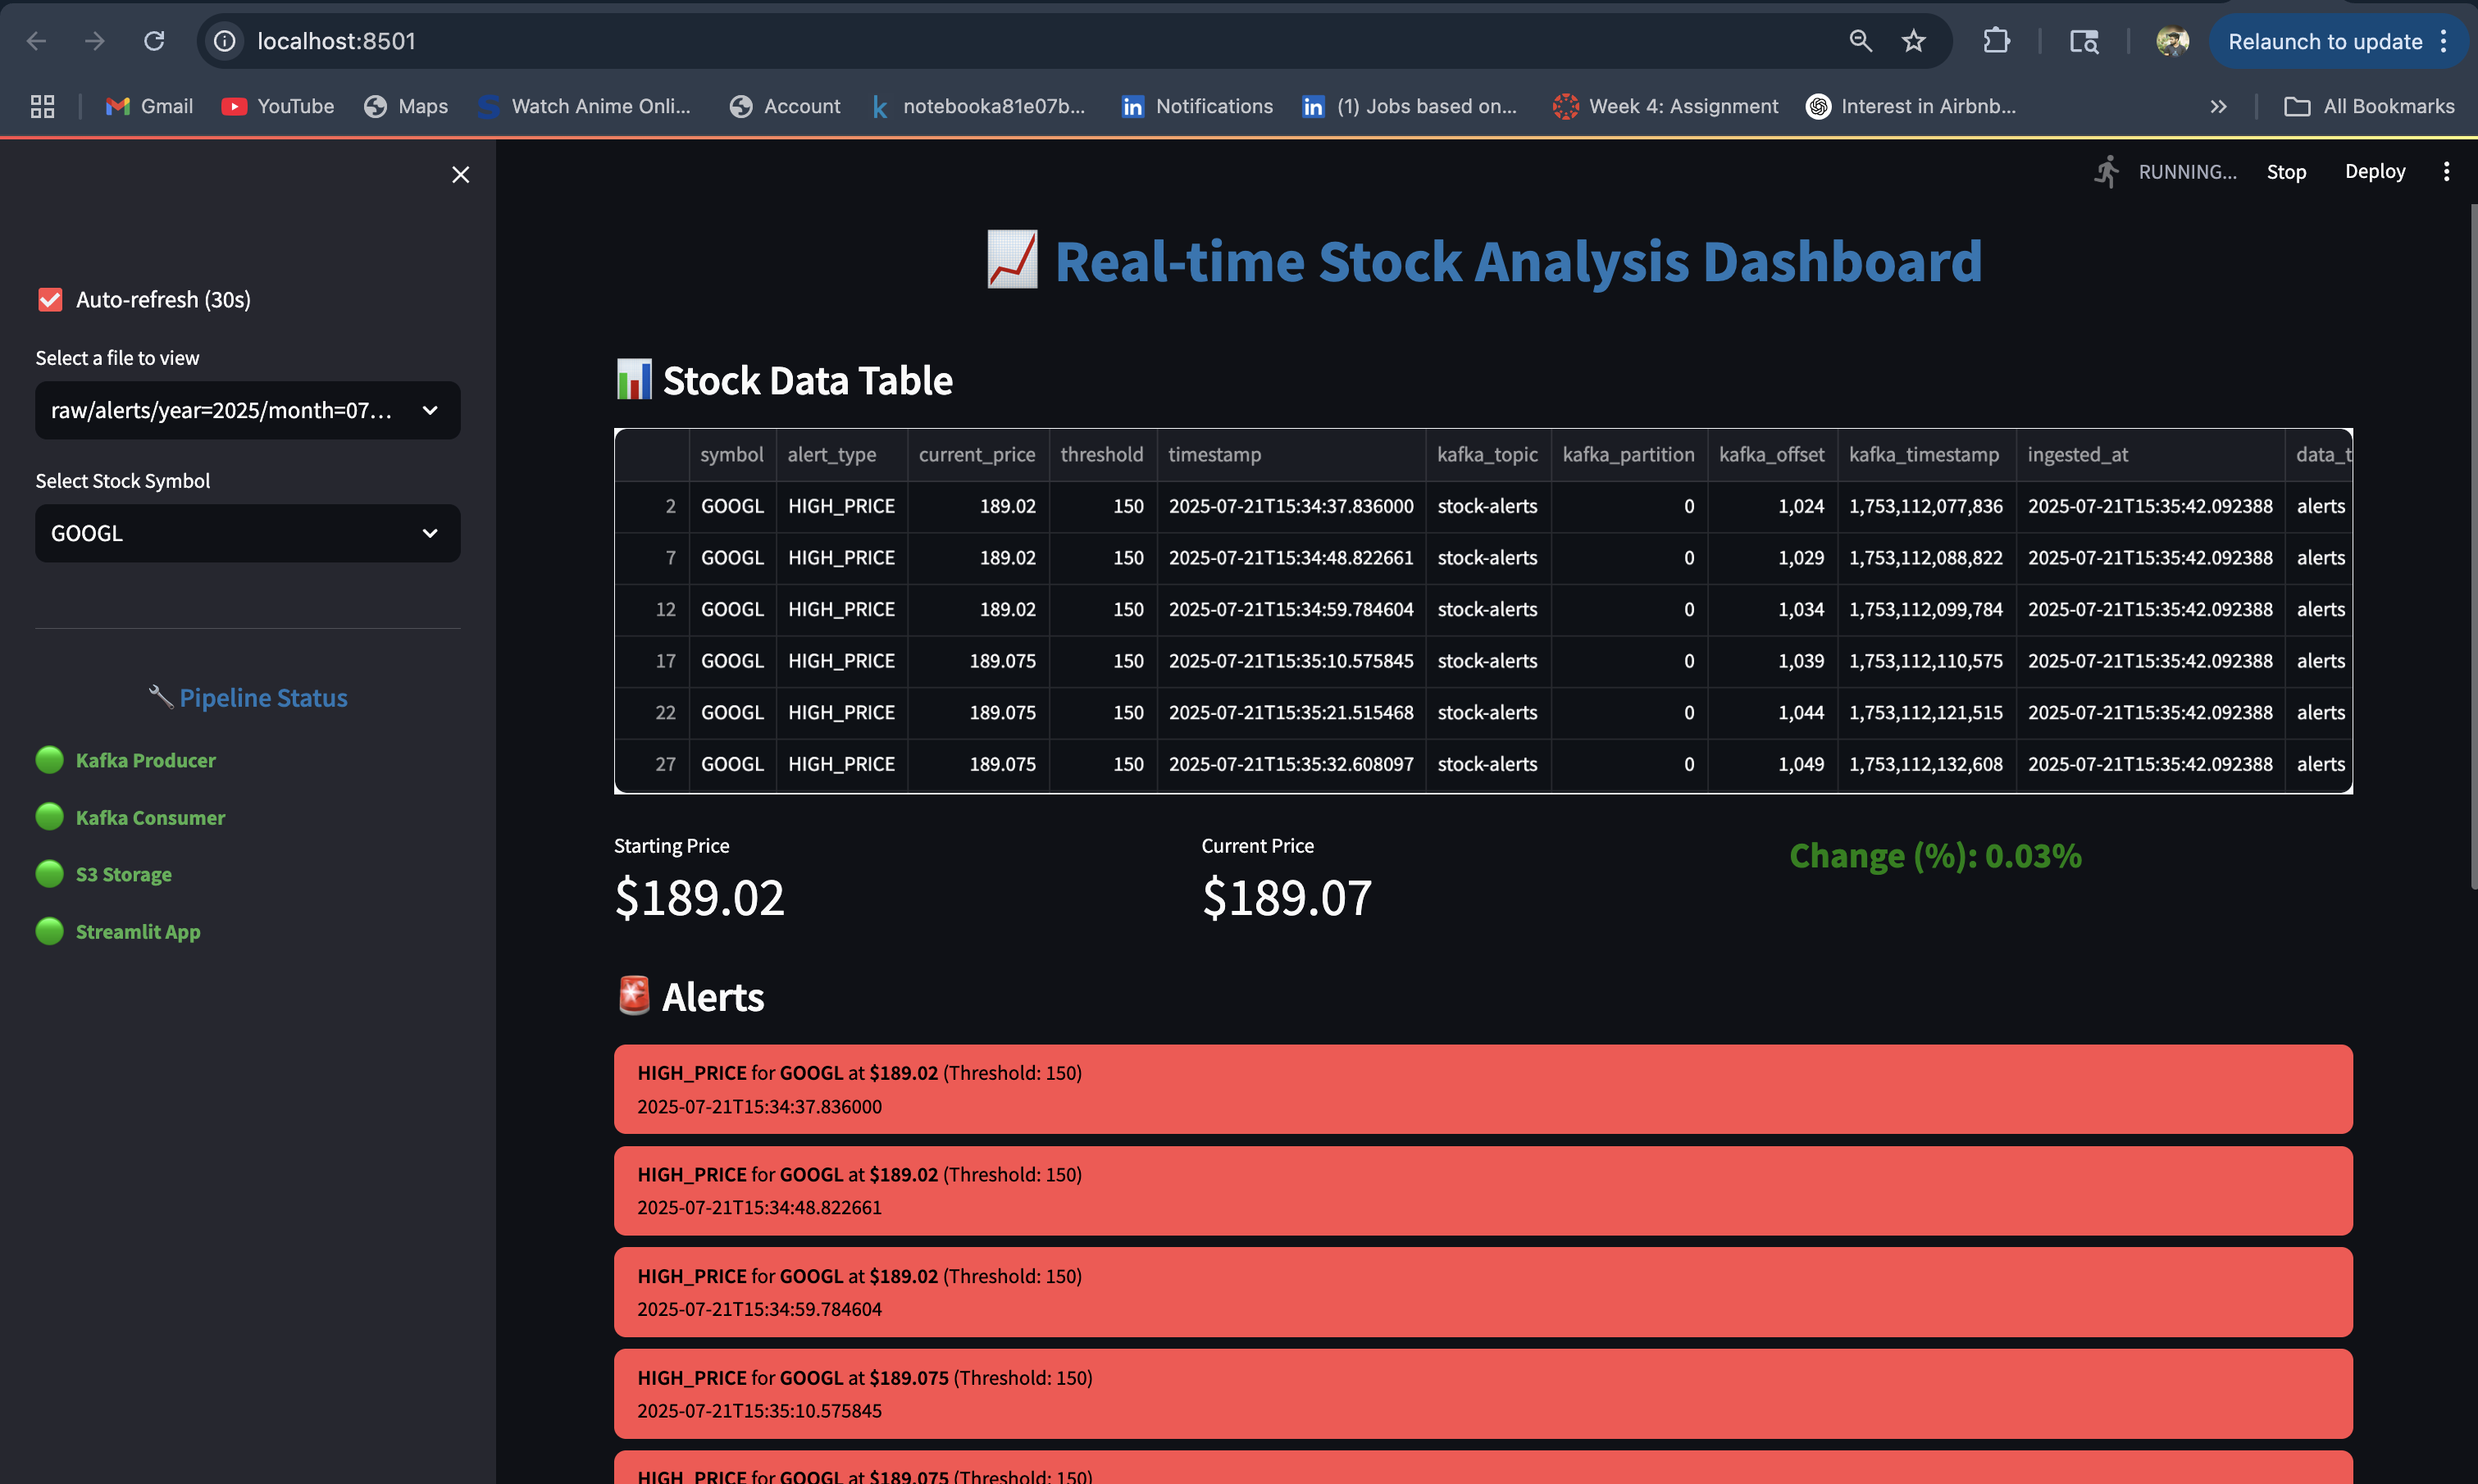 localhost:8501
Relaunch to update
Gmail
YouTube
Maps
Watch Anime Onli...
Account
notebooka81e07b...
Notifications
(1) Jobs based on...
Week 4: Assignment
Interest in Airbnb...
All Bookmarks
RUNNING...
Stop
Deploy
Auto-refresh (30s)
Select a file to view
raw/alerts/year=2025/month=07...
Select Stock Symbol
GOOGL
Pipeline Status
Kafka Producer
Kafka Consumer
S3 Storage
Streamlit App
Real-time Stock Analysis Dashboard
Stock Data Table
symbol alert_type current_price threshold timestamp kafka_topic kafka_partition kafka_offset kafka_timestamp ingested_at data_t
2 GOOGL HIGH_PRICE 189.02 150 2025-07-21T15:34:37.836000 stock-alerts 0 1,024 1,753,112,077,836 2025-07-21T15:35:42.092388 alerts
7 GOOGL HIGH_PRICE 189.02 150 2025-07-21T15:34:48.822661 stock-alerts 0 1,029 1,753,112,088,822 2025-07-21T15:35:42.092388 alerts
12 GOOGL HIGH_PRICE 189.02 150 2025-07-21T15:34:59.784604 stock-alerts 0 1,034 1,753,112,099,784 2025-07-21T15:35:42.092388 alerts
17 GOOGL HIGH_PRICE 189.075 150 2025-07-21T15:35:10.575845 stock-alerts 0 1,039 1,753,112,110,575 2025-07-21T15:35:42.092388 alerts
22 GOOGL HIGH_PRICE 189.075 150 2025-07-21T15:35:21.515468 stock-alerts 0 1,044 1,753,112,121,515 2025-07-21T15:35:42.092388 alerts
27 GOOGL HIGH_PRICE 189.075 150 2025-07-21T15:35:32.608097 stock-alerts 0 1,049 1,753,112,132,608 2025-07-21T15:35:42.092388 alerts
Starting Price
$189.02
Current Price
$189.07
Change (%): 0.03%
Alerts
HIGH_PRICE for GOOGL at $189.02 (Threshold: 150)
2025-07-21T15:34:37.836000
HIGH_PRICE for GOOGL at $189.02 (Threshold: 150)
2025-07-21T15:34:48.822661
HIGH_PRICE for GOOGL at $189.02 (Threshold: 150)
2025-07-21T15:34:59.784604
HIGH_PRICE for GOOGL at $189.075 (Threshold: 150)
2025-07-21T15:35:10.575845
HIGH_PRICE for GOOGL at $189.075 (Threshold: 150)